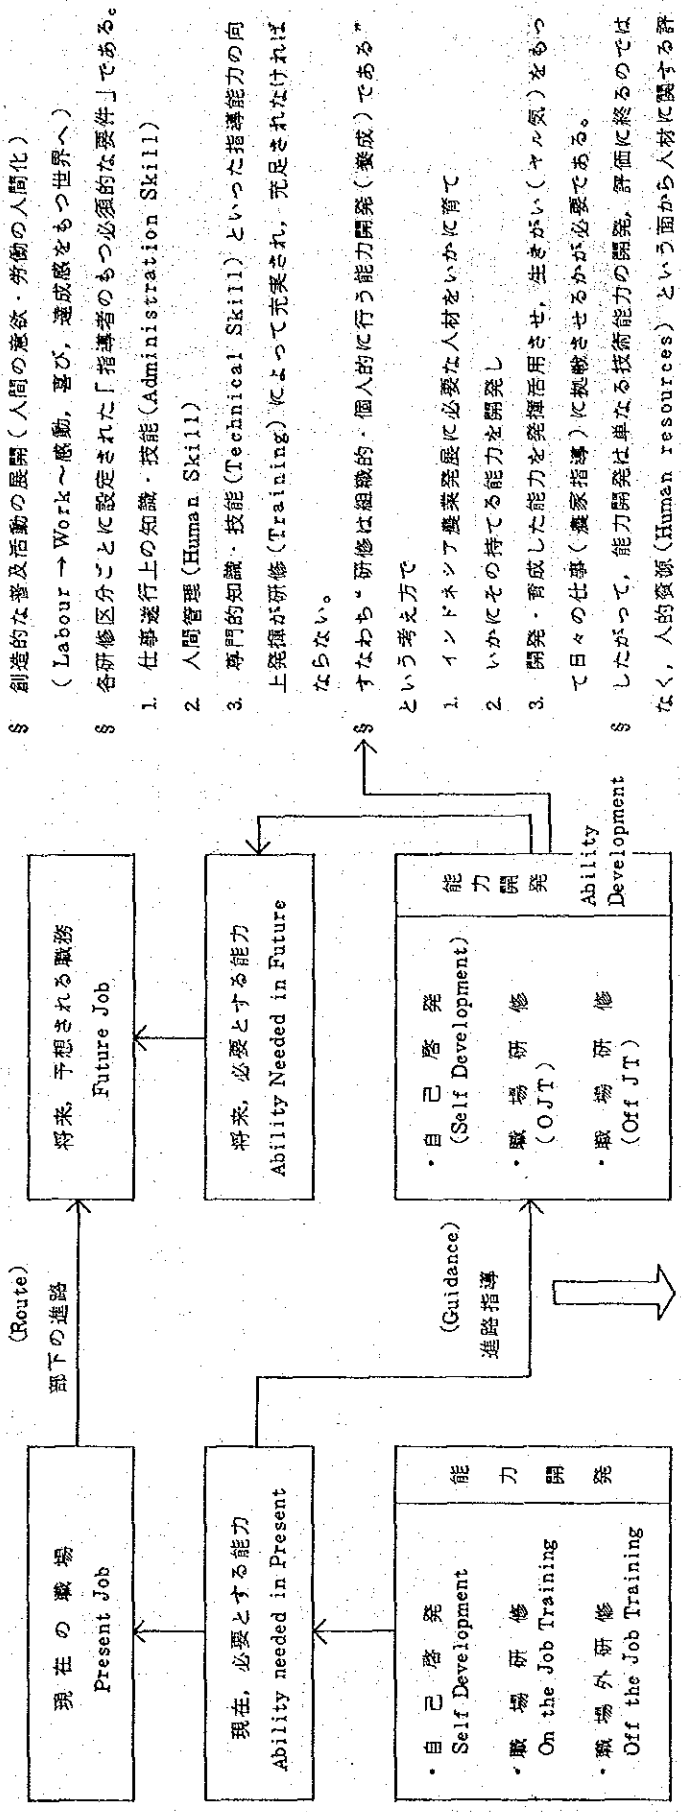 現在の職場
Present Job
現在，必要とする能力
Ability needed in Present
・自己啓発
Self Development
・職場研修
On the Job Training
・職場外研修
Off the Job Training
能力開発
(Route)
部下の進路
(Guidance)
進路指導
将来，予想される職務
Future Job
将来，必要とする能力
Ability Needed in Future
・自己啓発
(Self Development)
・職場研修
(OJT)
・職場研修
(Off JT)
能力開発
Ability
Development
§ 創造的な普及活動の展開（人間の意欲・労働の人間化）
（Labour→Work～感動，喜び，達成感をもつ世界へ）
§ 各研修区分ごとに設定された「指導者のもつ必須的な要件」である。
1. 仕事遂行上の知識・技能(Administration Skill)
2. 人間管理(Human Skill)
3. 専門的知識・技能(Technical Skill)といった指導能力の向
上発揮が研修(Training)によって充実され，充足されなければ
ならない。
§ すなわち“研修は組織的・個人的に行う能力開発（養成）である”
という考え方で
1. インドネシア農業発展に必要な人材をいかに育て
2. いかにその持てる能力を開発し
3. 開発・育成した能力を発揮活用させ，生きがい（ヤル気）をもっ
て日々の仕事（農家指導）に挑戦させるかが必要である。
§ したがって，能力開発は単なる技術能力の開発，評価に終るのでは
なく，人的資源(Human resources)という面から人材に関する評